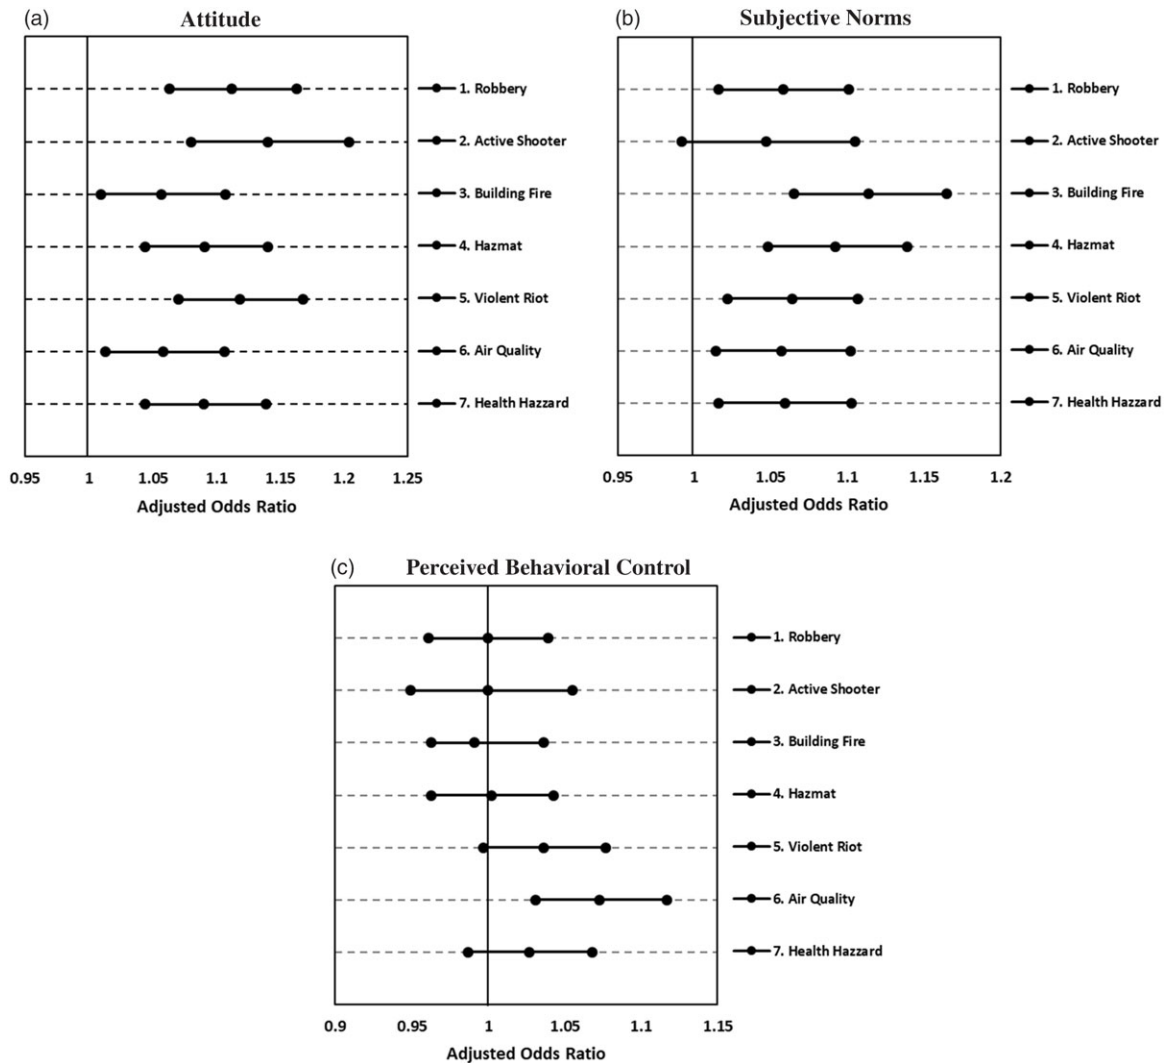 (a) Attitude
1. Robbery
2. Active Shooter
3. Building Fire
4. Hazmat
5. Violent Riot
6. Air Quality
7. Health Hazzard
0.95 1 1.05 1.1 1.15 1.2 1.25
Adjusted Odds Ratio
(b) Subjective Norms
1. Robbery
2. Active Shooter
3. Building Fire
4. Hazmat
5. Violent Riot
6. Air Quality
7. Health Hazzard
0.95 1 1.05 1.1 1.15 1.2
Adjusted Odds Ratio
(c) Perceived Behavioral Control
1. Robbery
2. Active Shooter
3. Building Fire
4. Hazmat
5. Violent Riot
6. Air Quality
7. Health Hazzard
0.9 0.95 1 1.05 1.1 1.15
Adjusted Odds Ratio